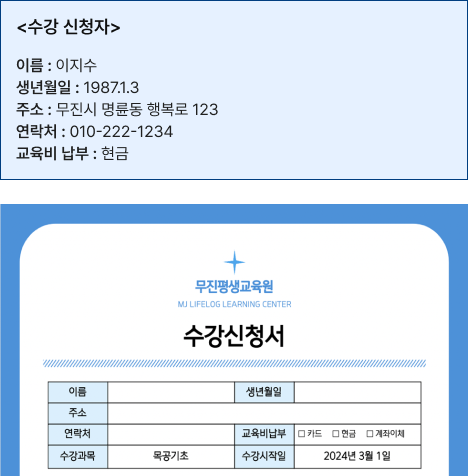 <수강 신청자>
이름 : 이지수
생년월일 : 1987.1.3
주소 : 무진시 명륜동 행복로 123
연락처 : 010-222-1234
교육비 납부 : 현금
무진평생교육원
MJ LIFELOG LEARNING CENTER
수강신청서
이름 생년월일
주소
연락처 교육비납부 □ 카드 □ 현금 □ 계좌이체
수강과목 목공기초 수강시작일 2024년 3월 1일